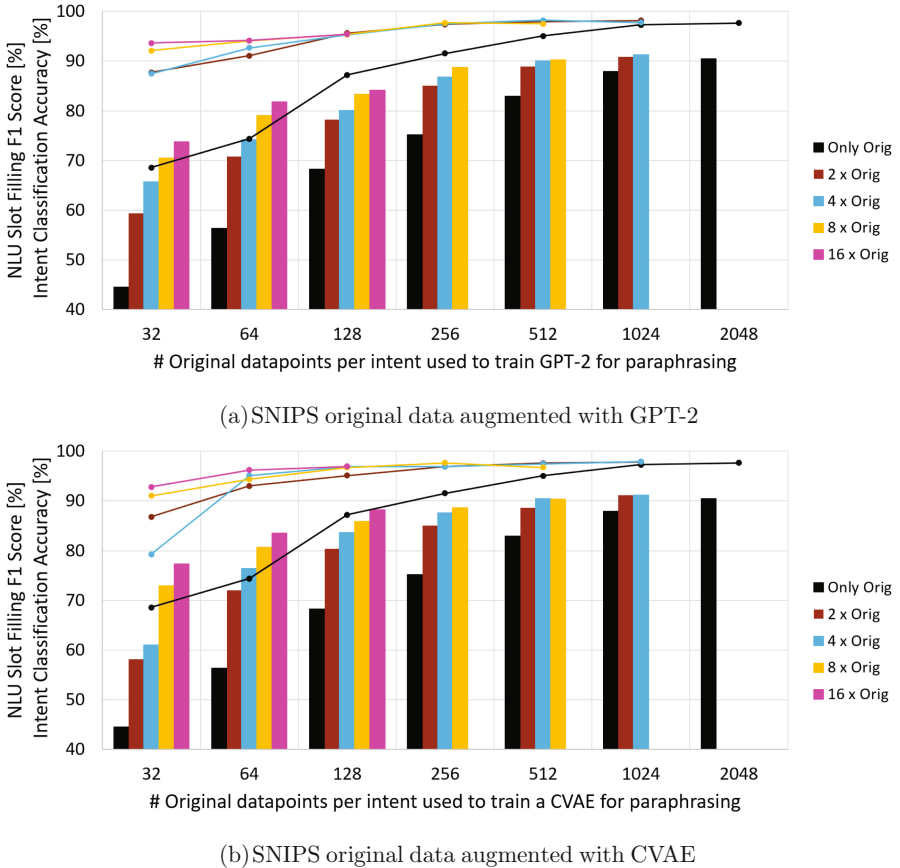 NLU Slot Filling F1 Score [%]
Intent Classification Accuracy [%]
100
90
80
70
60
50
40
32 64 128 256 512 1024 2048
# Original datapoints per intent used to train GPT-2 for paraphrasing
Only Orig
2 x Orig
4 x Orig
8 x Orig
16 x Orig
(a) SNIPS original data augmented with GPT-2
NLU Slot Filling F1 Score [%]
Intent Classification Accuracy [%]
100
90
80
70
60
50
40
32 64 128 256 512 1024 2048
# Original datapoints per intent used to train a CVAE for paraphrasing
Only Orig
2 x Orig
4 x Orig
8 x Orig
16 x Orig
(b) SNIPS original data augmented with CVAE